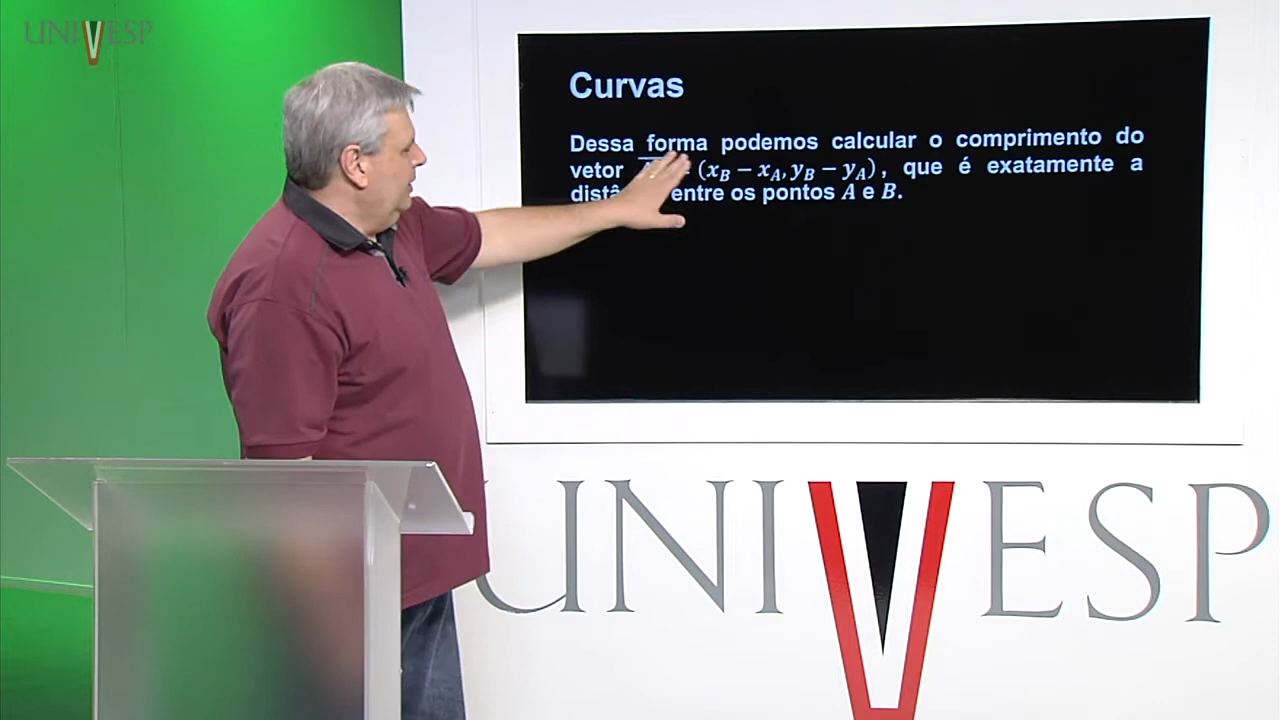 UNIVESP
Curvas
Dessa forma podemos calcular o comprimento do
vetor = (x_B − x_A, y_B − y_A), que é exatamente a
entre os pontos A e B.
UNIVESP